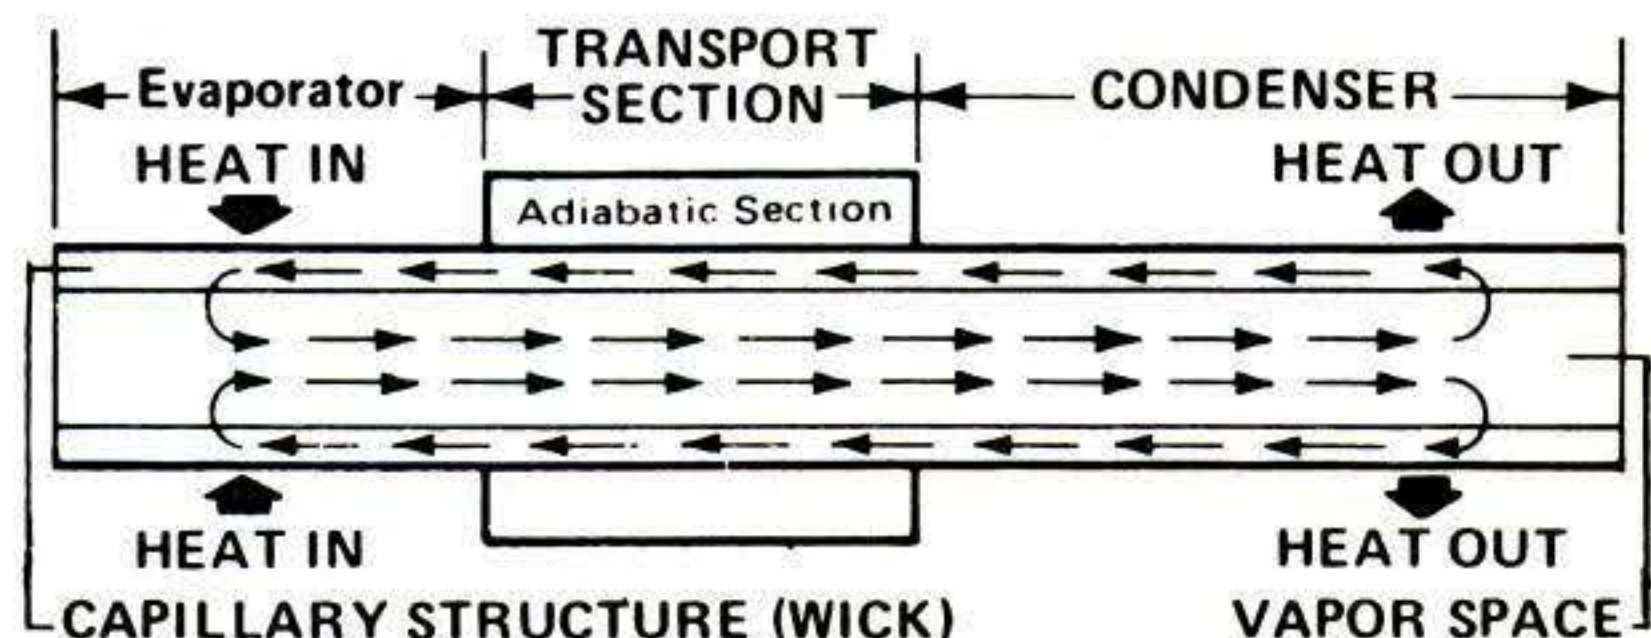 Evaporator
TRANSPORT
SECTION
CONDENSER
HEAT IN
HEAT OUT
Adiabatic Section
HEAT IN
HEAT OUT
CAPILLARY STRUCTURE (WICK)
VAPOR SPACE